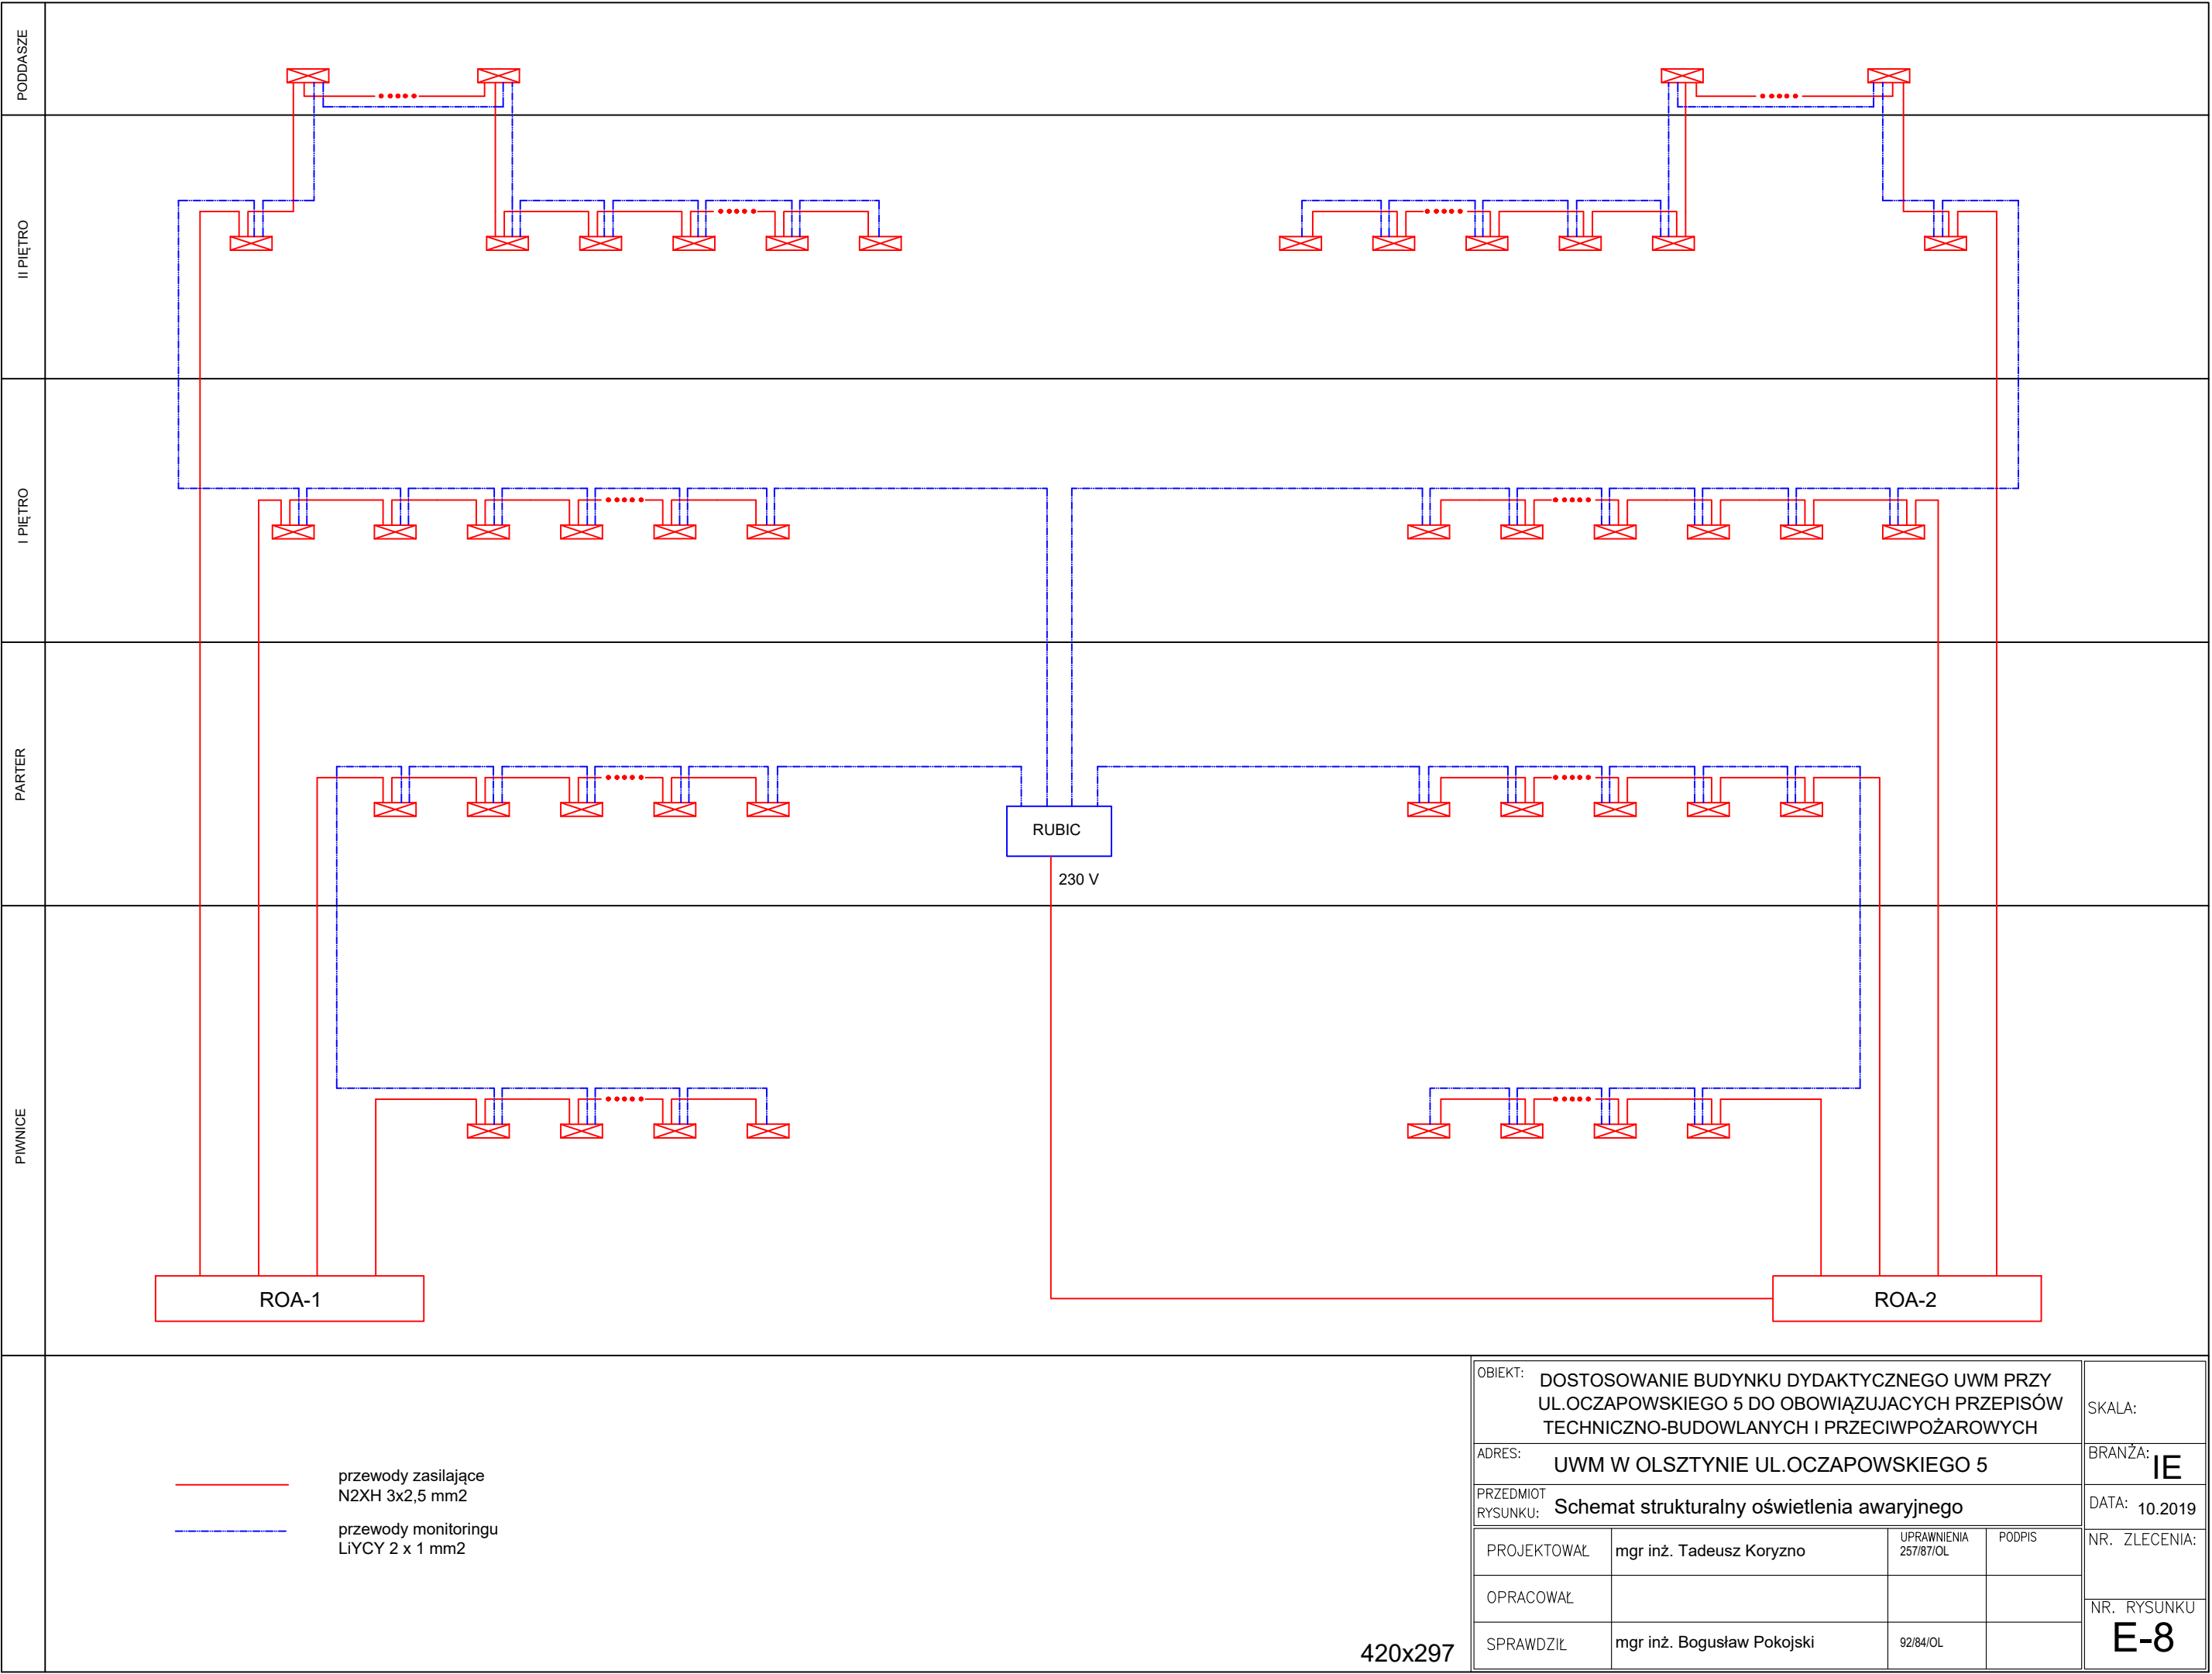 PODDASZE
II PIĘTRO
I PIĘTRO
PARTER
RUBIC
230 V
PIWNICE
ROA-1
ROA-2
przewody zasilające
N2XH 3x2,5 mm2
przewody monitoringu
LiYCY 2 x 1 mm2
420x297
OBIEKT:
DOSTOSOWANIE BUDYNKU DYDAKTYCZNEGO UWM PRZY
UL.OCZAPOWSKIEGO 5 DO OBOWIĄZUJACYCH PRZEPISÓW
TECHNICZNO-BUDOWLANYCH I PRZECIWPOŻAROWYCH
SKALA:
ADRES:
UWM W OLSZTYNIE UL.OCZAPOWSKIEGO 5
BRANŻA: IE
PRZEDMIOT
RYSUNKU:
Schemat strukturalny oświetlenia awaryjnego
DATA: 10.2019
PROJEKTOWAŁ
mgr inż. Tadeusz Koryzno
UPRAWNIENIA
257/87/OL
PODPIS
NR. ZLECENIA:
OPRACOWAŁ
SPRAWDZIŁ
mgr inż. Bogusław Pokojski
92/84/OL
NR. RYSUNKU
E-8